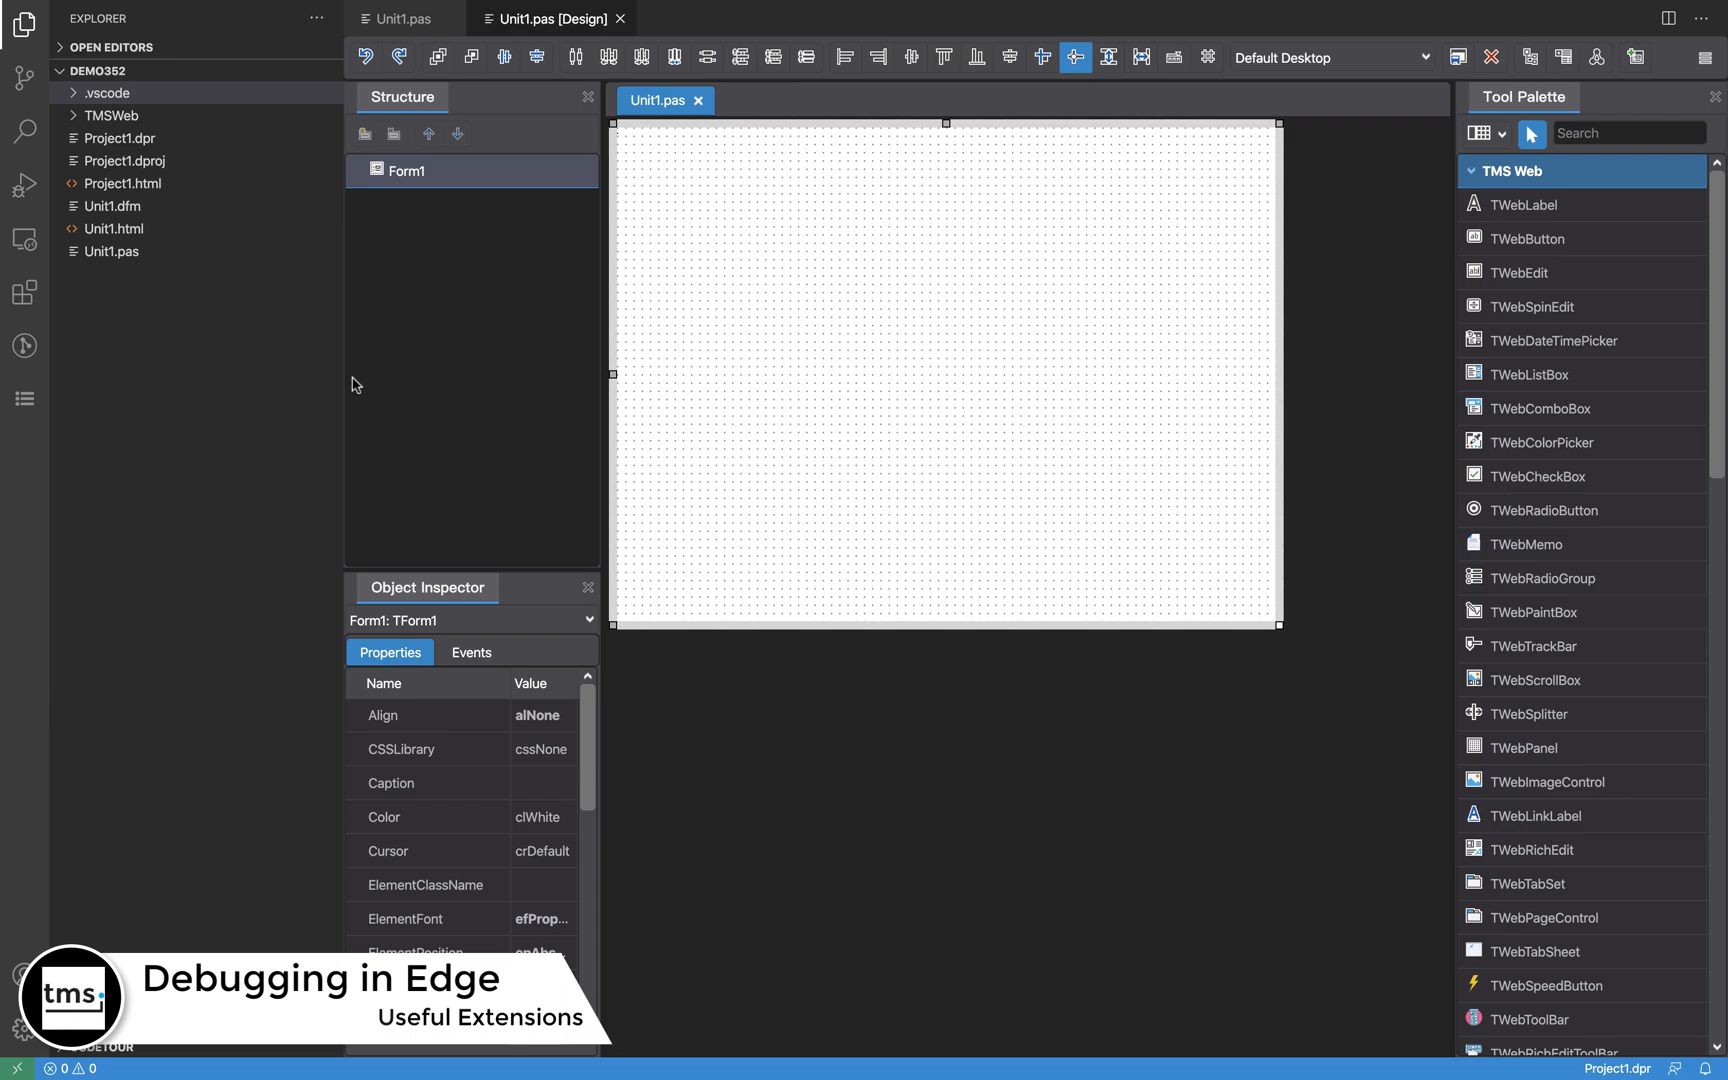 EXPLORER
OPEN EDITORS
DEMO352
.vscode
TMSWeb
Project1.dpr
Project1.dproj
Project1.html
Unit1.dfm
Unit1.html
Unit1.pas
Unit1.pas
Unit1.pas [Design]
Default Desktop
Structure
Form1
Object Inspector
Form1: TForm1
Properties Events
Name Value
Align alNone
CSSLibrary cssNone
Caption
Color clWhite
Cursor crDefault
ElementClassName
ElementFont efProp...
ElementPosition epAbs...
Unit1.pas
Tool Palette
Search
TMS Web
TWebLabel
TWebButton
TWebEdit
TWebSpinEdit
TWebDateTimePicker
TWebListBox
TWebComboBox
TWebColorPicker
TWebCheckBox
TWebRadioButton
TWebMemo
TWebRadioGroup
TWebPaintBox
TWebTrackBar
TWebScrollBox
TWebSplitter
TWebPanel
TWebImageControl
TWebLinkLabel
TWebRichEdit
TWebTabSet
TWebPageControl
TWebTabSheet
TWebSpeedButton
TWebToolBar
TWebRichEditToolBar
tms
Debugging in Edge
Useful Extensions
CODETOUR
0 0
Project1.dpr